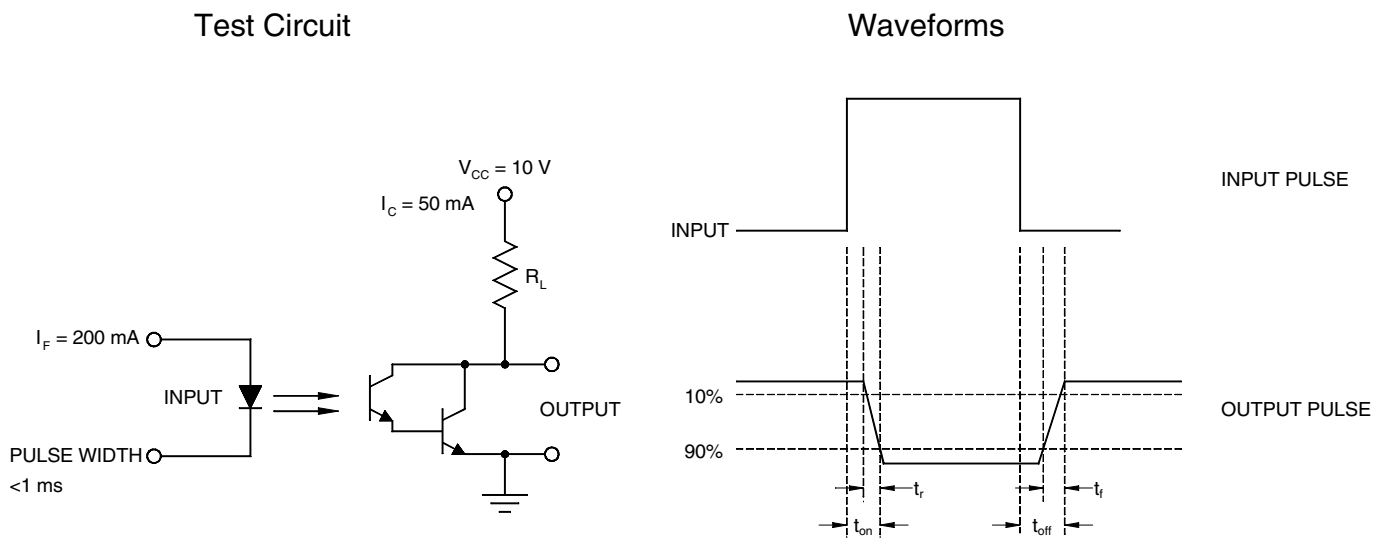 Test Circuit
V_CC = 10 V
I_C = 50 mA
R_L
I_F = 200 mA
INPUT
OUTPUT
PULSE WIDTH
<1 ms
Waveforms
INPUT PULSE
INPUT
10%
OUTPUT PULSE
90%
t_r
t_f
t_on
t_off